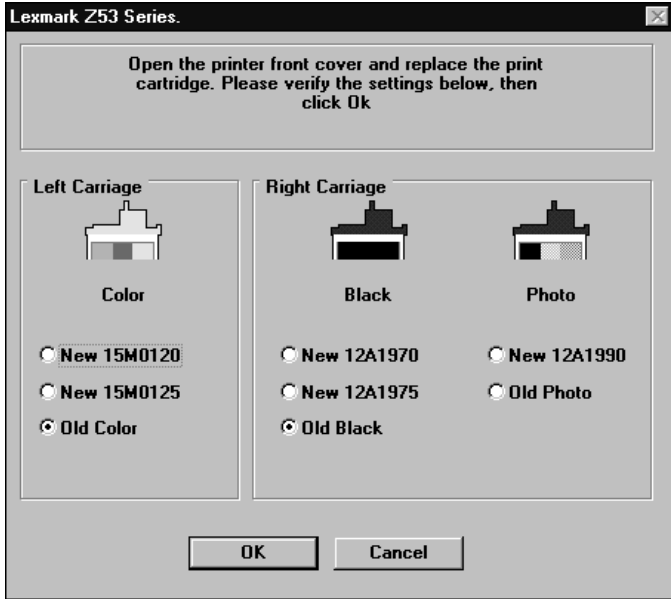 Lexmark Z53 Series.
Open the printer front cover and replace the print
cartridge. Please verify the settings below, then
click Ok
Left Carriage
Color
New 15M0120
New 15M0125
Old Color
Right Carriage
Black
Photo
New 12A1970
New 12A1990
New 12A1975
Old Photo
Old Black
OK
Cancel